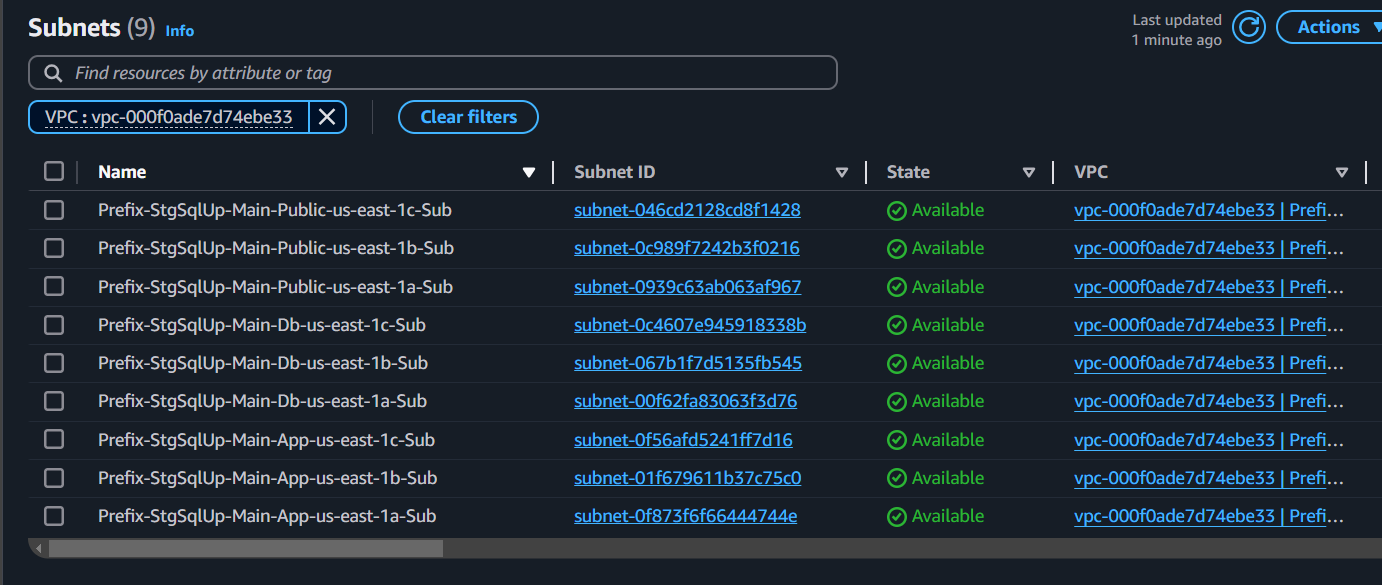 Subnets (9) Info
Last updated
1 minute ago
Actions
Find resources by attribute or tag
VPC : vpc-000f0ade7d74ebe33
Clear filters
Name Subnet ID State VPC
Prefix-StgSqlUp-Main-Public-us-east-1c-Sub subnet-046cd2128cd8f1428 Available vpc-000f0ade7d74ebe33 | Prefi...
Prefix-StgSqlUp-Main-Public-us-east-1b-Sub subnet-0c989f7242b3f0216 Available vpc-000f0ade7d74ebe33 | Prefi...
Prefix-StgSqlUp-Main-Public-us-east-1a-Sub subnet-0939c63ab063af967 Available vpc-000f0ade7d74ebe33 | Prefi...
Prefix-StgSqlUp-Main-Db-us-east-1c-Sub subnet-0c4607e945918338b Available vpc-000f0ade7d74ebe33 | Prefi...
Prefix-StgSqlUp-Main-Db-us-east-1b-Sub subnet-067b1f7d5135fb545 Available vpc-000f0ade7d74ebe33 | Prefi...
Prefix-StgSqlUp-Main-Db-us-east-1a-Sub subnet-00f62fa83063f3d76 Available vpc-000f0ade7d74ebe33 | Prefi...
Prefix-StgSqlUp-Main-App-us-east-1c-Sub subnet-0f56afd5241ff7d16 Available vpc-000f0ade7d74ebe33 | Prefi...
Prefix-StgSqlUp-Main-App-us-east-1b-Sub subnet-01f679611b37c75c0 Available vpc-000f0ade7d74ebe33 | Prefi...
Prefix-StgSqlUp-Main-App-us-east-1a-Sub subnet-0f873f6f66444744e Available vpc-000f0ade7d74ebe33 | Prefi...